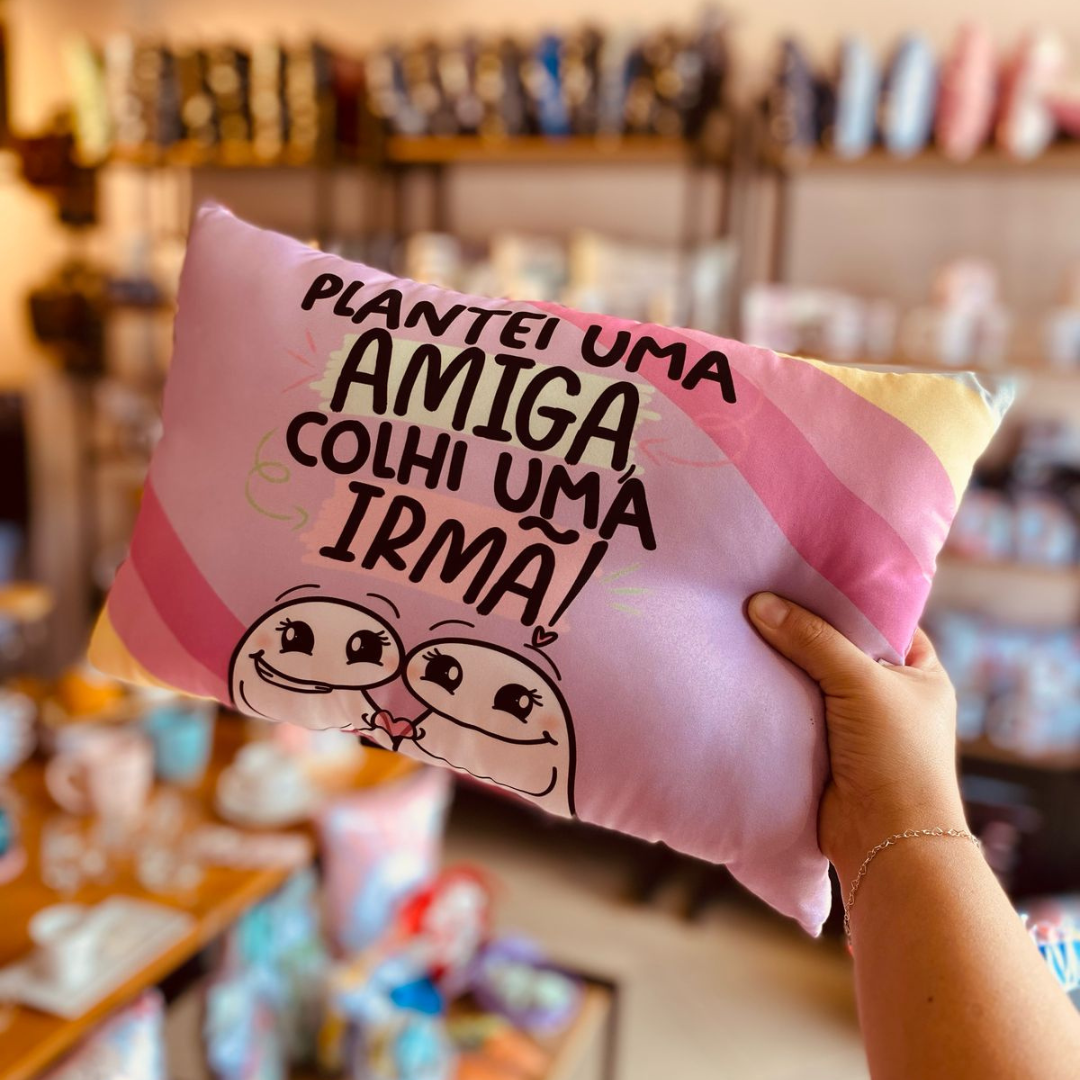 PLANTEI UMA
AMIGA,
COLHI UMA
IRMÃ!